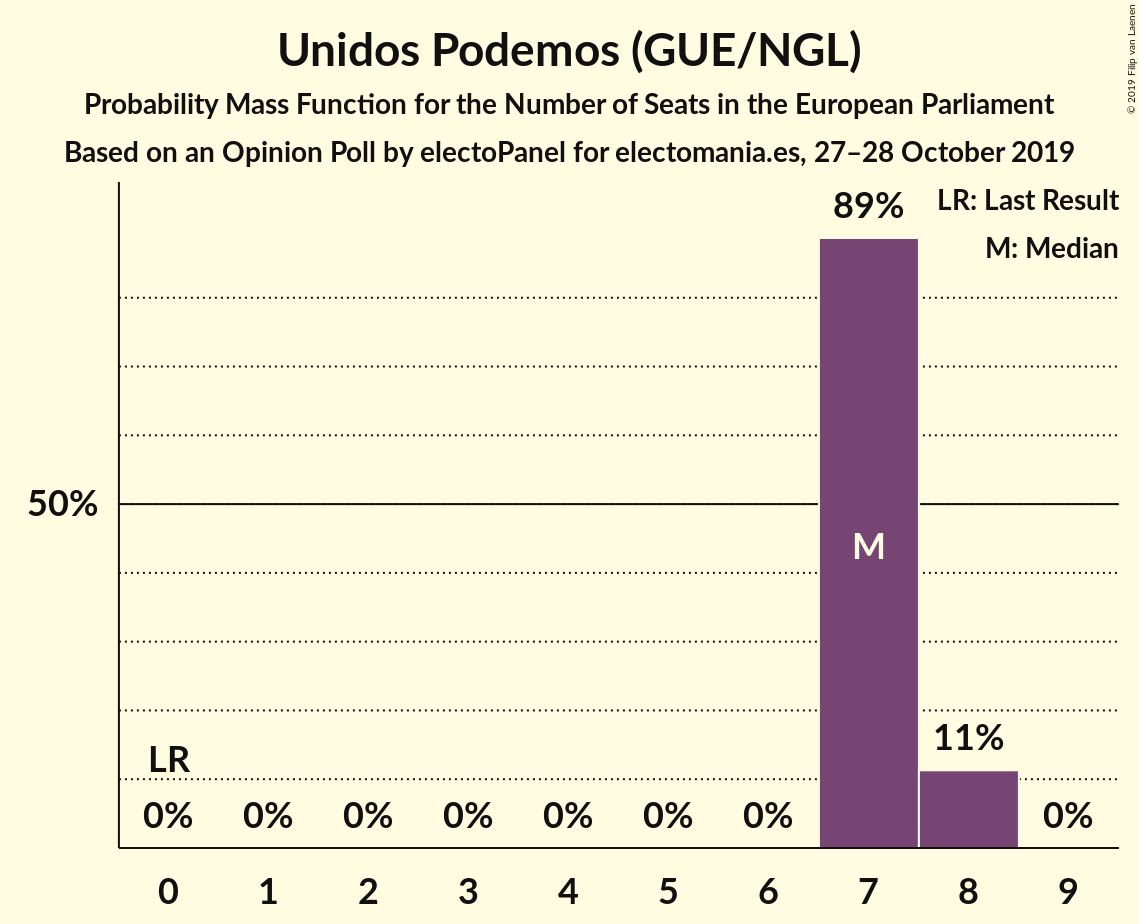 Unidos Podemos (GUE/NGL)
Probability Mass Function for the Number of Seats in the European Parliament
Based on an Opinion Poll by electoPanel for electomania.es, 27–28 October 2019
© 2019 Filip van Laenen
LR: Last Result
M: Median
89%
50%
M
11%
LR
0% 0% 0% 0% 0% 0% 0% 0%
0 1 2 3 4 5 6 7 8 9